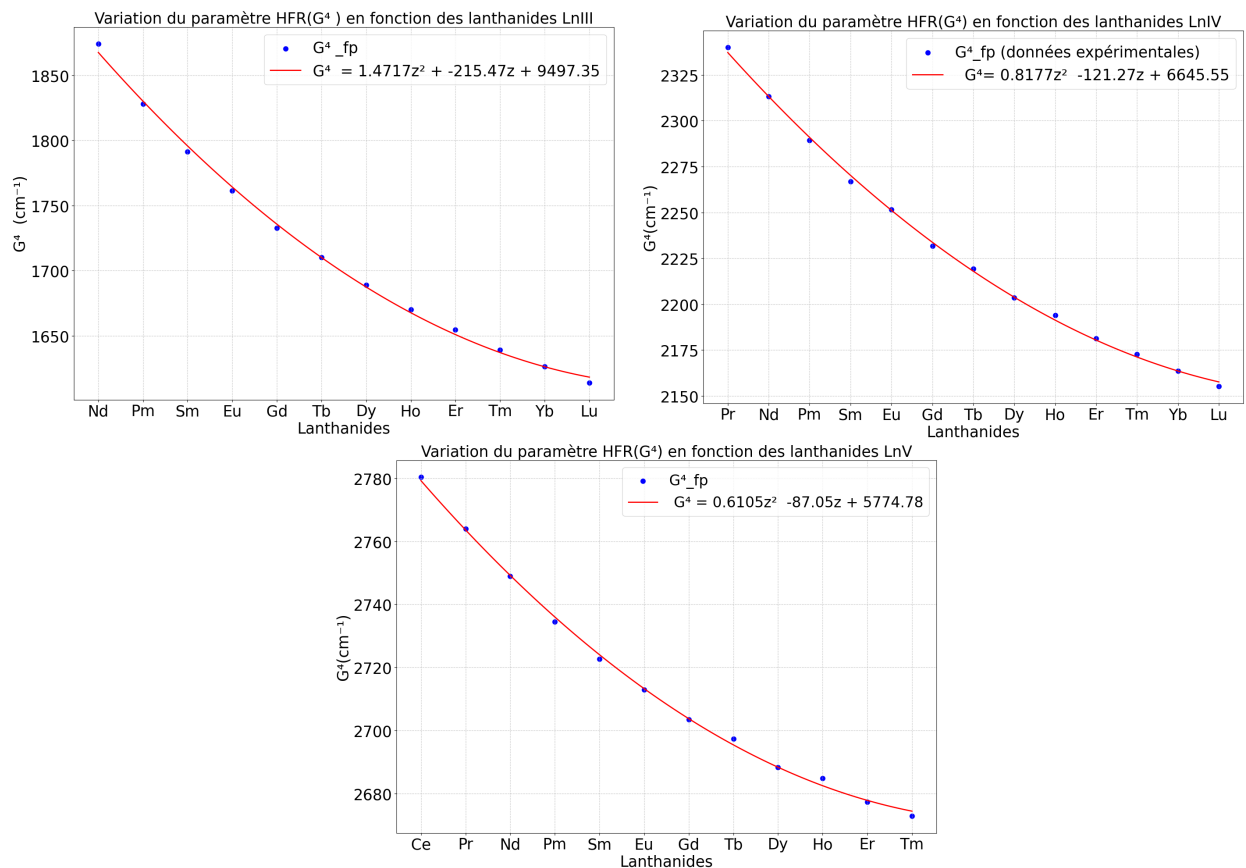 Variation du paramètre HFR(G⁴ ) en fonction des lanthanides LnIII
G⁴ _fp
G⁴ = 1.4717z² + -215.47z + 9497.35
G⁴ (cm⁻¹)
1850
1800
1750
1700
1650
Nd Pm Sm Eu Gd Tb Dy Ho Er Tm Yb Lu
Lanthanides
Variation du paramètre HFR(G⁴) en fonction des lanthanides LnIV
G⁴_fp (données expérimentales)
G⁴= 0.8177z² -121.27z + 6645.55
G⁴(cm⁻¹)
2325
2300
2275
2250
2225
2200
2175
2150
Pr Nd Pm Sm Eu Gd Tb Dy Ho Er Tm Yb Lu
Lanthanides
Variation du paramètre HFR(G⁴) en fonction des lanthanides LnV
G⁴_fp
G⁴ = 0.6105z² -87.05z + 5774.78
G⁴(cm⁻¹)
2780
2760
2740
2720
2700
2680
Ce Pr Nd Pm Sm Eu Gd Tb Dy Ho Er Tm
Lanthanides